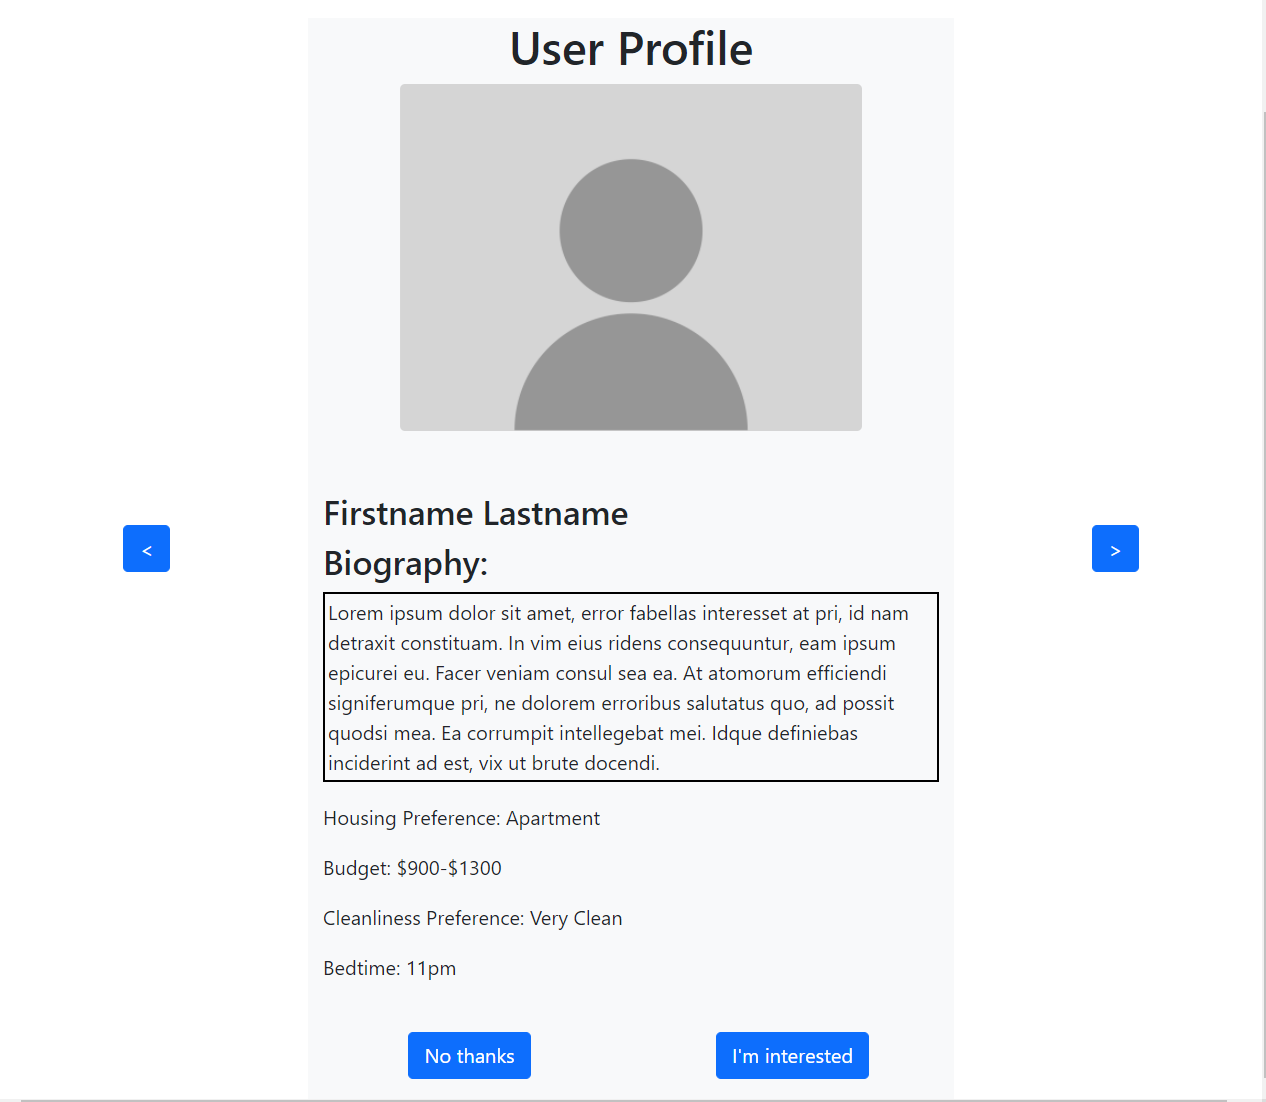 User Profile
Firstname Lastname
<
>
Biography:
Lorem ipsum dolor sit amet, error fabellas interesset at pri, id nam
detraxit constituam. In vim eius ridens consequuntur, eam ipsum
epicurei eu. Facer veniam consul sea ea. At atomorum efficiendi
signiferumque pri, ne dolorem erroribus salutatus quo, ad possit
quodsi mea. Ea corrumpit intellegebat mei. Idque definiebas
inciderint ad est, vix ut brute docendi.
Housing Preference: Apartment
Budget: $900-$1300
Cleanliness Preference: Very Clean
Bedtime: 11pm
No thanks
I'm interested